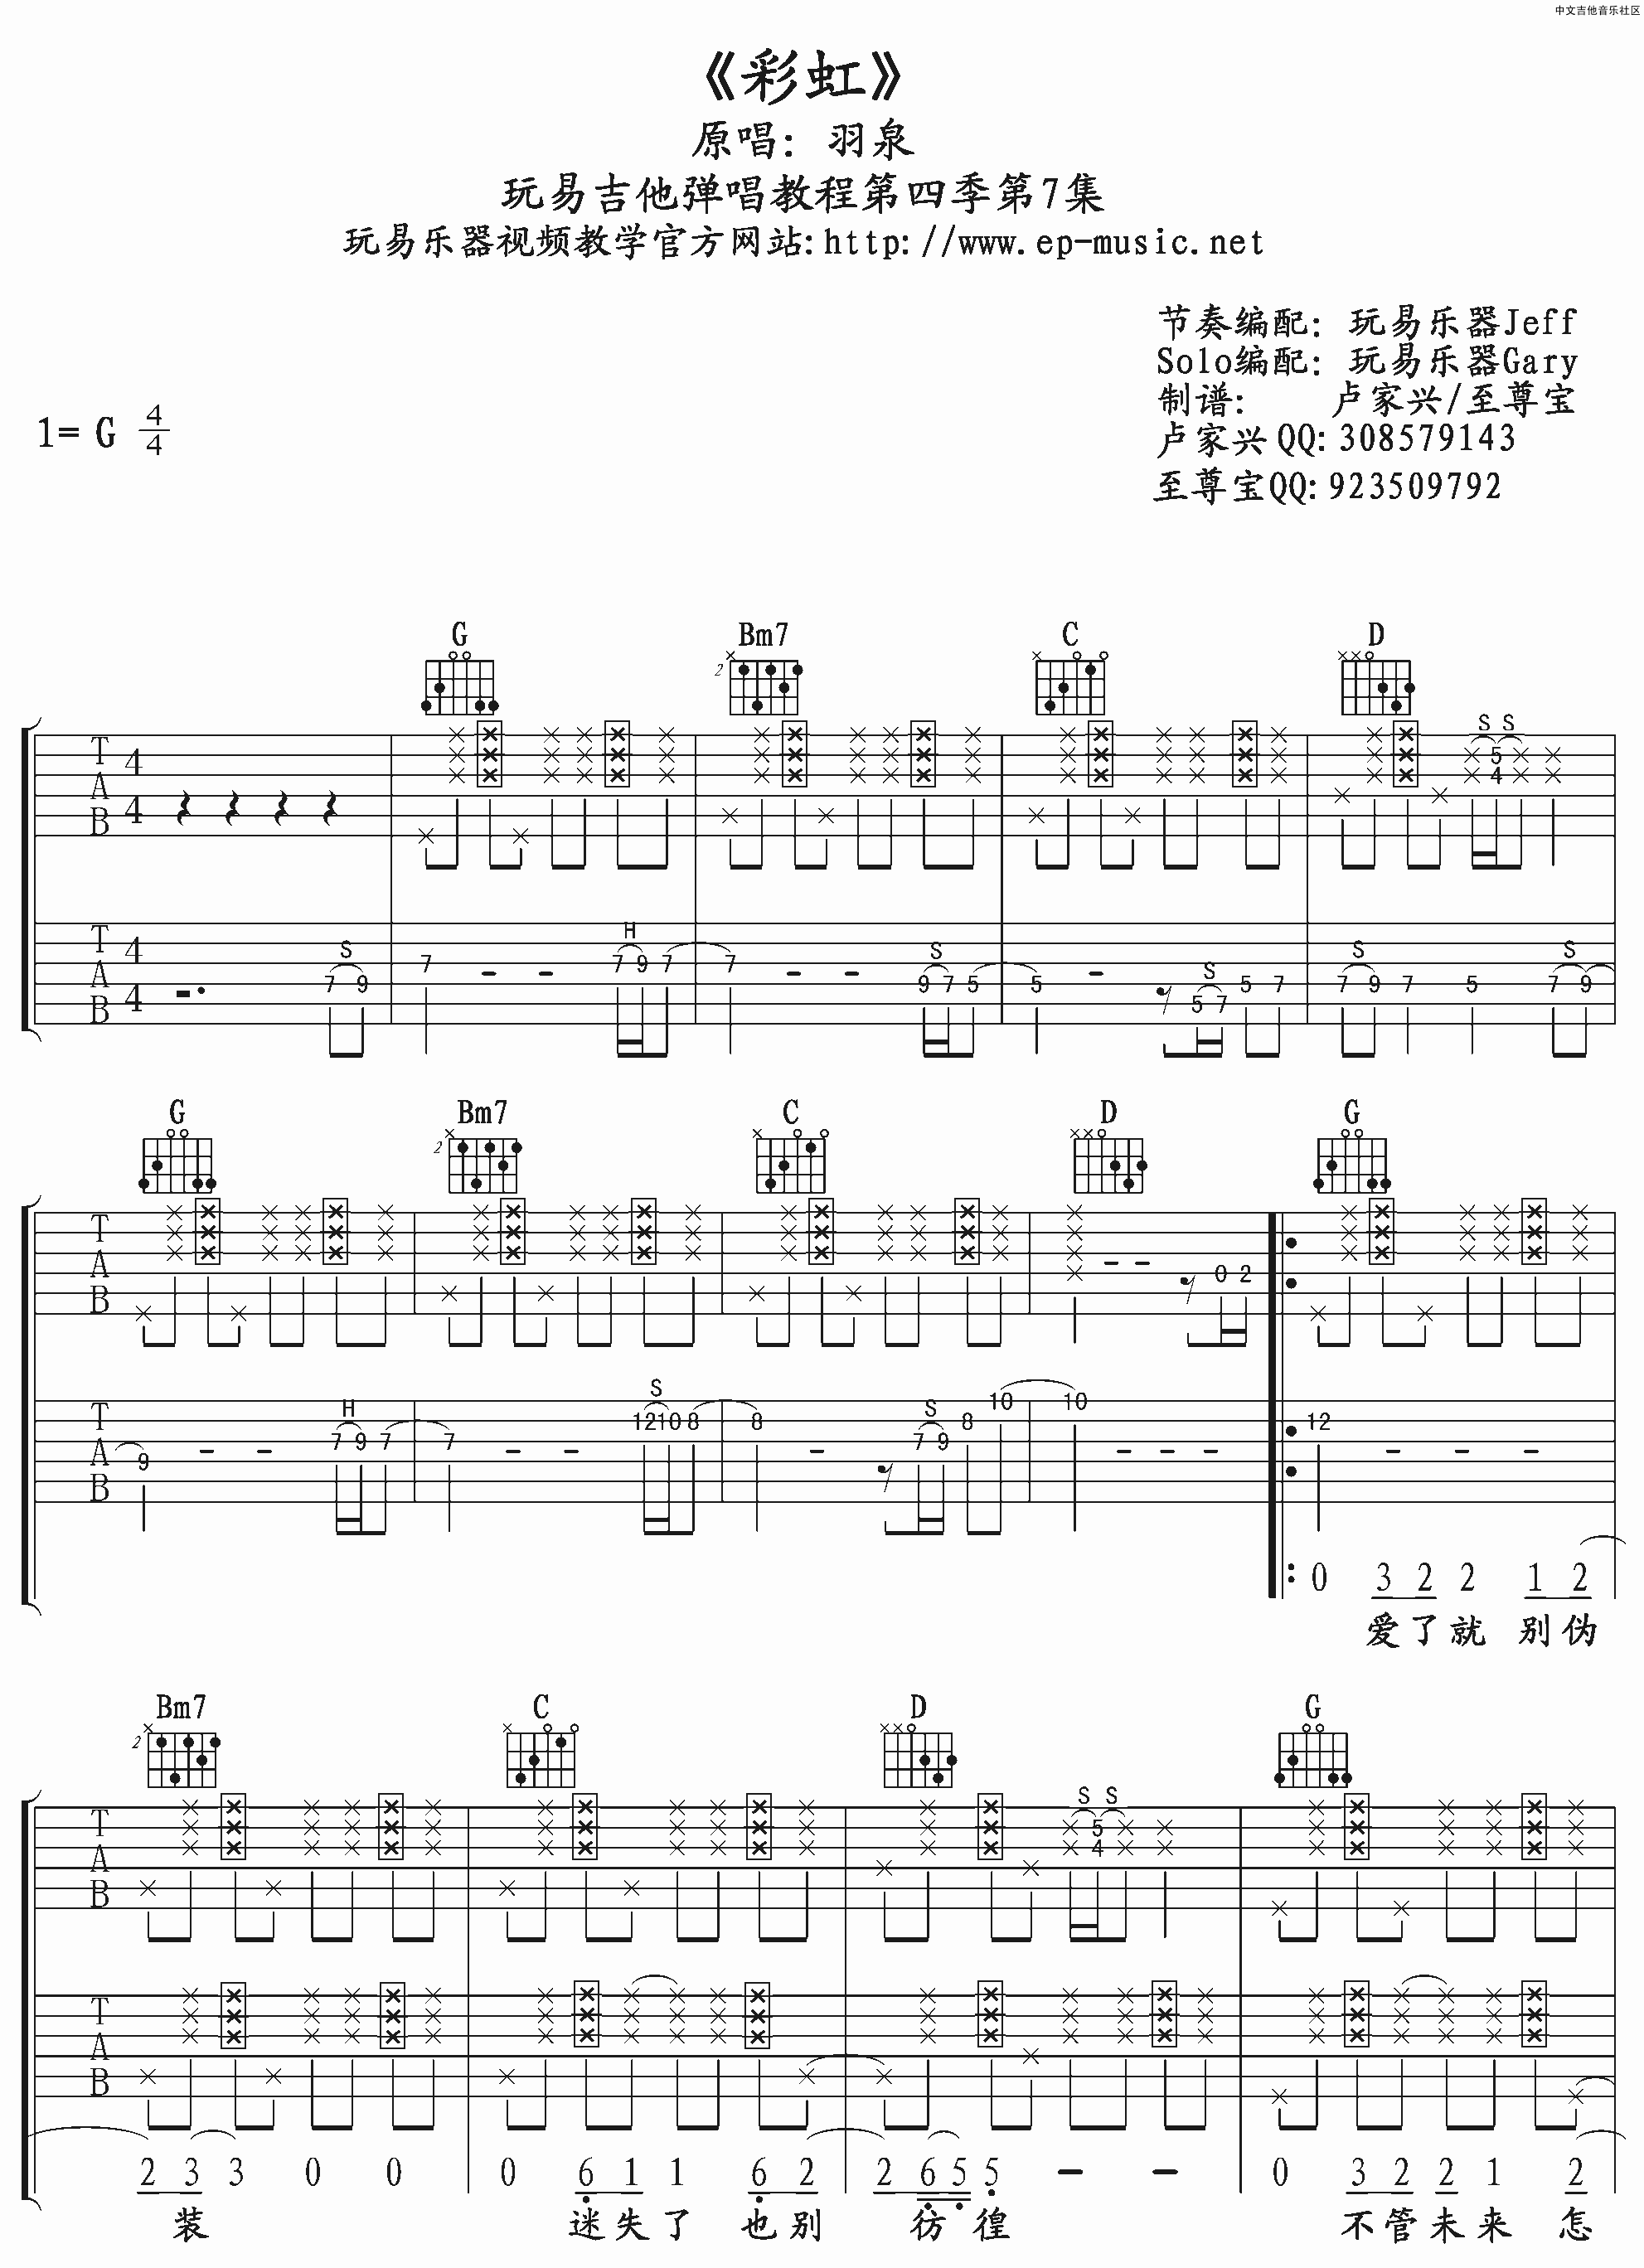 中文吉他音乐社区
《彩虹》
原唱：羽泉
玩易吉他弹唱教程第四季第7集
玩易乐器视频教学官方网站:http://www.ep-music.net
节奏编配：玩易乐器Jeff
Solo编配：玩易乐器Gary
制谱： 卢家兴/至尊宝
1= G 4/4
卢家兴QQ:308579143
至尊宝QQ:923509792
G Bm7 C D
2
S S
T A B 4 4 5 4
H S S S S
T A B 4 4 7 9 7 7 9 7 7 9 7 5 5 5 7 5 7 7 9 7 5 7 9
G Bm7 C D G
2
T A B 0 2
H S S
T A B 9 7 9 7 7 12 10 8 8 7 9 8 10 10 12
0 3 2 2 1 2
爱了就 别伪
Bm7 C D G
2
S S
T A B 5 4
T A B
2 3 3 0 0 0 6 1 1 6 2 2 6 5 5 - - 0 3 2 2 1 2
装 迷失了 也别 彷徨 不管未来 怎